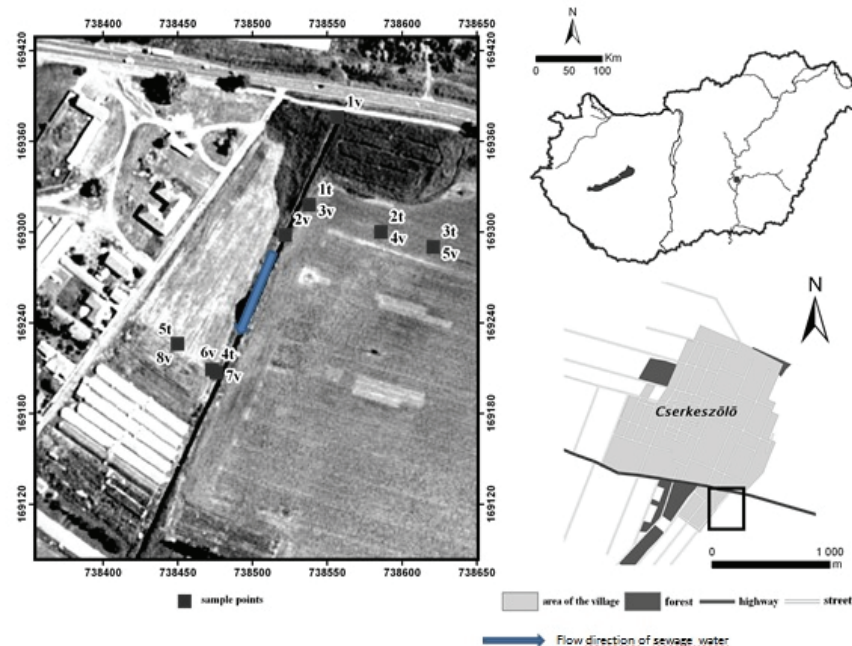 738400 738450 738500 738550 738600 738650
169420
169360
169300
169240
169180
169120
169420
169360
169300
169240
169180
169120
1v
1t
3v
2v
2t
4v
3t
5v
5t
8v
6v 4t
7v
738400 738450 738500 738550 738600 738650
sample points
N
Km
0 50 100
N
Cserkeszőlő
0 1 000
m
area of the village forest highway street
Flow direction of sewage water